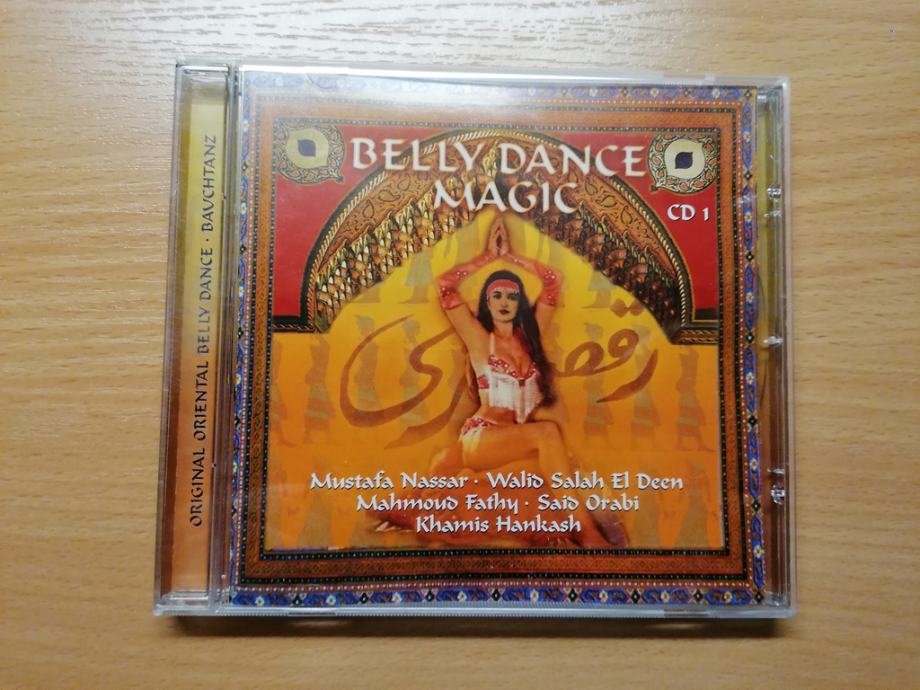 BELLY DANCE
MAGIC
CD 1
رقصني
Mustafa Nassar · Walid Salah El Deen
Mahmoud Fathy · Said Orabi
Khamis Hankash
ORIGINAL ORIENTAL BELLY DANCE · BAVCHTANZ